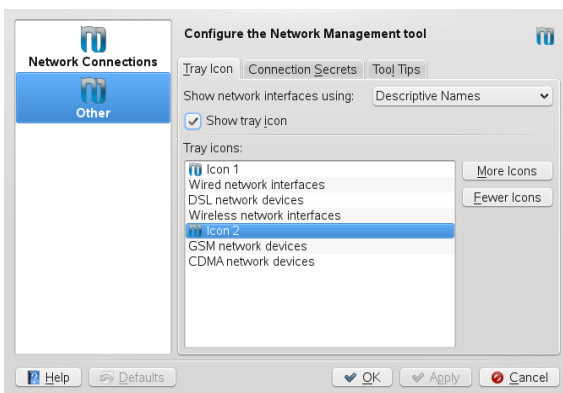 Configure the Network Management tool
Network Connections
Other
Tray Icon Connection Secrets Tool Tips
Show network interfaces using: Descriptive Names
Show tray icon
Tray icons:
Icon 1
Wired network interfaces
DSL network devices
Wireless network interfaces
Icon 2
GSM network devices
CDMA network devices
More Icons
Fewer Icons
Help Defaults OK Apply Cancel